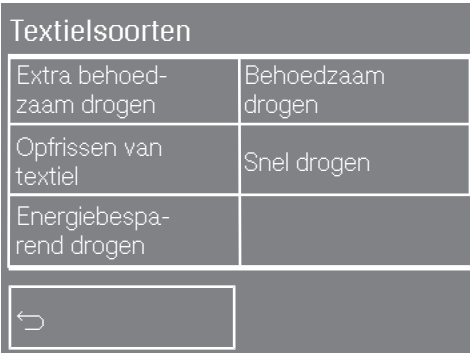 Textielsoorten
Extra behoed-
zaam drogen
Behoedzaam
drogen
Opfrissen van
textiel
Snel drogen
Energiebespa-
rend drogen